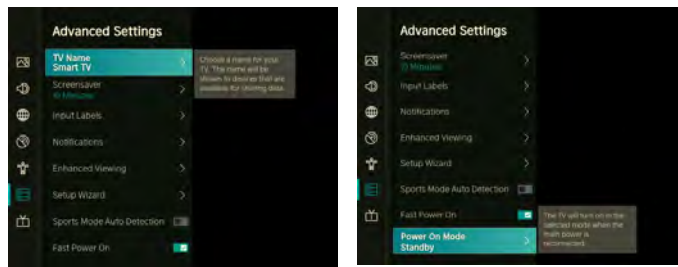 Advanced Settings
TV Name
Smart TV
Choose a name for your
TV. The name will be
shown to devices that are
available for sharing data.
Screensaver
10 Minutes
Input Labels
Notifications
Enhanced Viewing
Setup Wizard
Sports Mode Auto Detection
Fast Power On
Advanced Settings
Screensaver
10 Minutes
Input Labels
Notifications
Enhanced Viewing
Setup Wizard
Sports Mode Auto Detection
Fast Power On
Power On Mode
Standby
The TV will turn on in the
selected mode when the
main power is
reconnected.